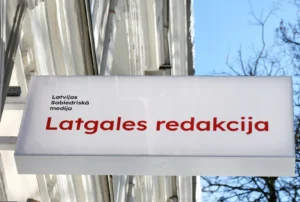 Latvijas
Sabiedriskā
medija
Latgales redakcija